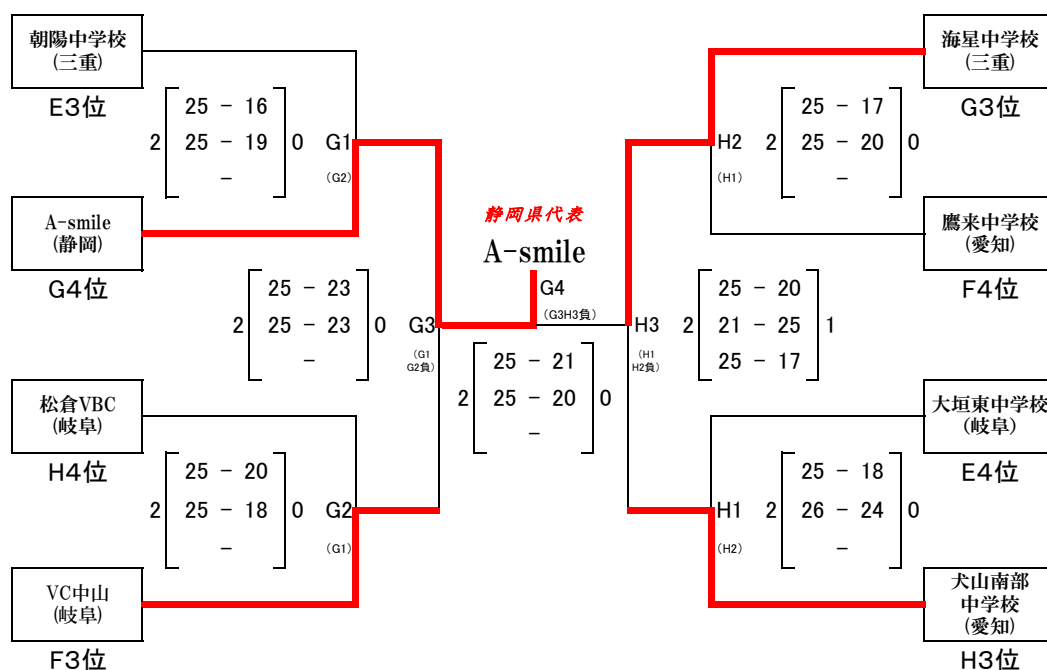 朝陽中学校
(三重)
E3位
2 25 - 16 0
25 - 19
-
G1
(G2)
A-smile
(静岡)
G4位
2 25 - 23 0
25 - 23
-
G3
(G1
G2負)
松倉VBC
(岐阜)
H4位
2 25 - 20 0
25 - 18
-
G2
(G1)
VC中山
(岐阜)
F3位
静岡県代表
A-smile
G4
(G3H3負)
2 25 - 21 0
25 - 20
-
海星中学校
(三重)
G3位
H2
(H1)
2 25 - 17 0
25 - 20
-
鷹来中学校
(愛知)
F4位
H3
(H1
H2負)
2 25 - 20 1
21 - 25
25 - 17
大垣東中学校
(岐阜)
E4位
H1
(H2)
2 25 - 18 0
26 - 24
-
犬山南部
中学校
(愛知)
H3位